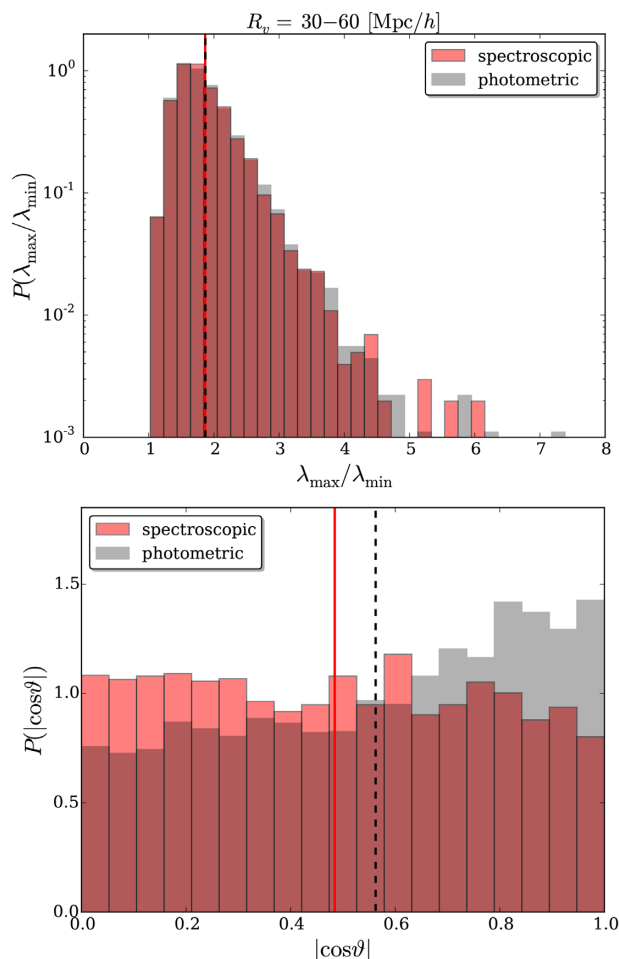 R_v = 30−60 [Mpc/h]
spectroscopic
photometric
P(λ_max/λ_min)
10^0
10^−1
10^−2
10^−3
0 1 2 3 4 5 6 7 8
λ_max/λ_min
spectroscopic
photometric
P(|cosϑ|)
1.5
1.0
0.5
0.0
0.0 0.2 0.4 0.6 0.8 1.0
|cosϑ|